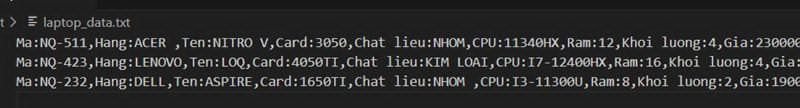 t > laptop_data.txt
Ma:NQ-511,Hang:ACER ,Ten:NITRO V,Card:3050,Chat lieu:NHOM,CPU:11340HX,Ram:12,Khoi luong:4,Gia:230000
Ma:NQ-423,Hang:LENOVO,Ten:LOQ,Card:4050TI,Chat lieu:KIM LOAI,CPU:I7-12400HX,Ram:16,Khoi luong:4,Gia:
Ma:NQ-232,Hang:DELL,Ten:ASPIRE,Card:1650TI,Chat lieu:NHOM ,CPU:I3-11300U,Ram:8,Khoi luong:2,Gia:1900